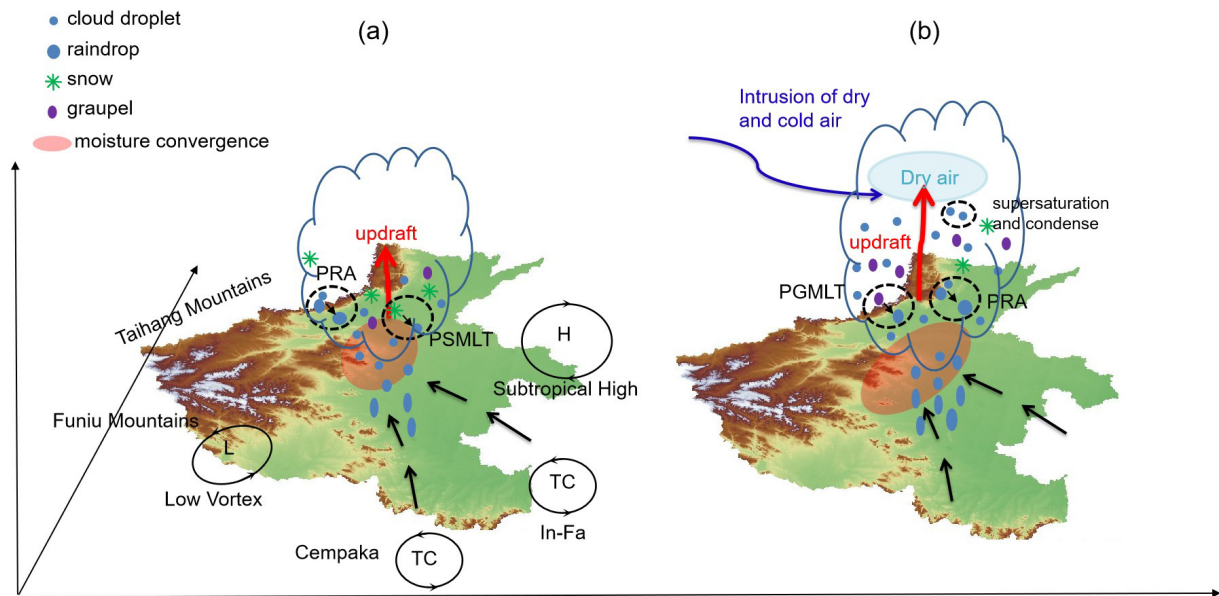 cloud droplet
raindrop
snow
graupel
moisture convergence
(a)
updraft
PRA
PSMLT
Taihang Mountains
Funiu Mountains
H
Subtropical High
L
Low Vortex
TC
In-Fa
Cempaka
TC
(b)
Intrusion of dry
and cold air
Dry air
supersaturation
and condense
updraft
PGMLT
PRA